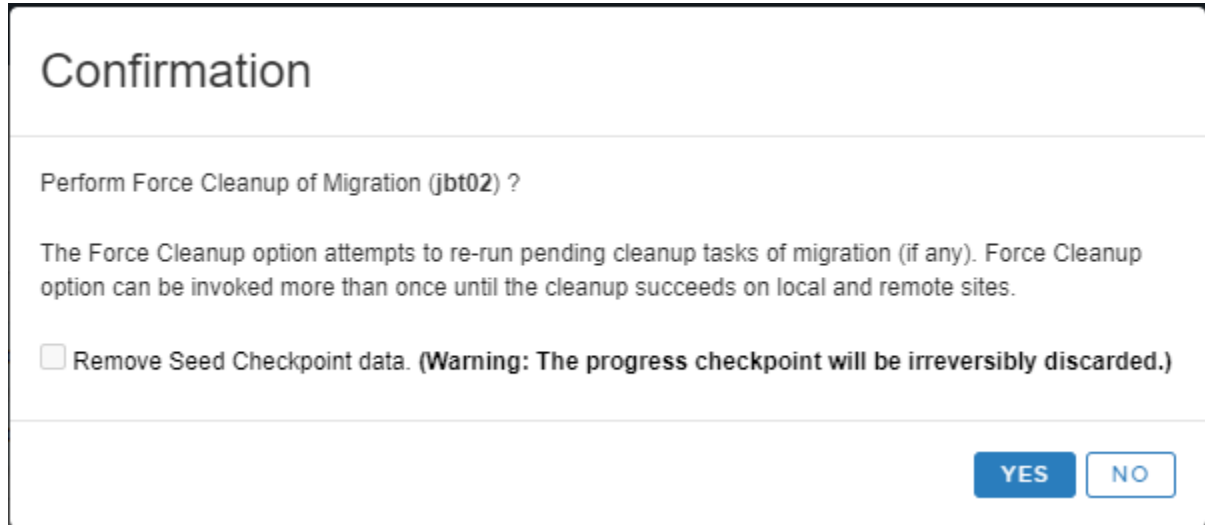 Confirmation
Perform Force Cleanup of Migration (jbt02) ?
The Force Cleanup option attempts to re-run pending cleanup tasks of migration (if any). Force Cleanup
option can be invoked more than once until the cleanup succeeds on local and remote sites.
Remove Seed Checkpoint data. (Warning: The progress checkpoint will be irreversibly discarded.)
YES NO